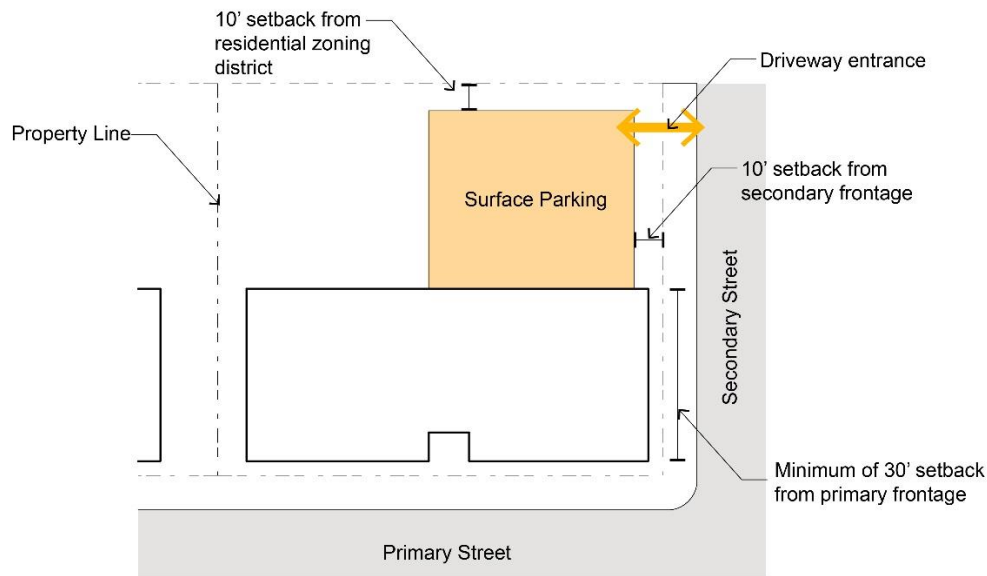 10’ setback from
residential zoning
district
Driveway entrance
Property Line
10’ setback from
secondary frontage
Surface Parking
Secondary Street
Minimum of 30’ setback
from primary frontage
Primary Street